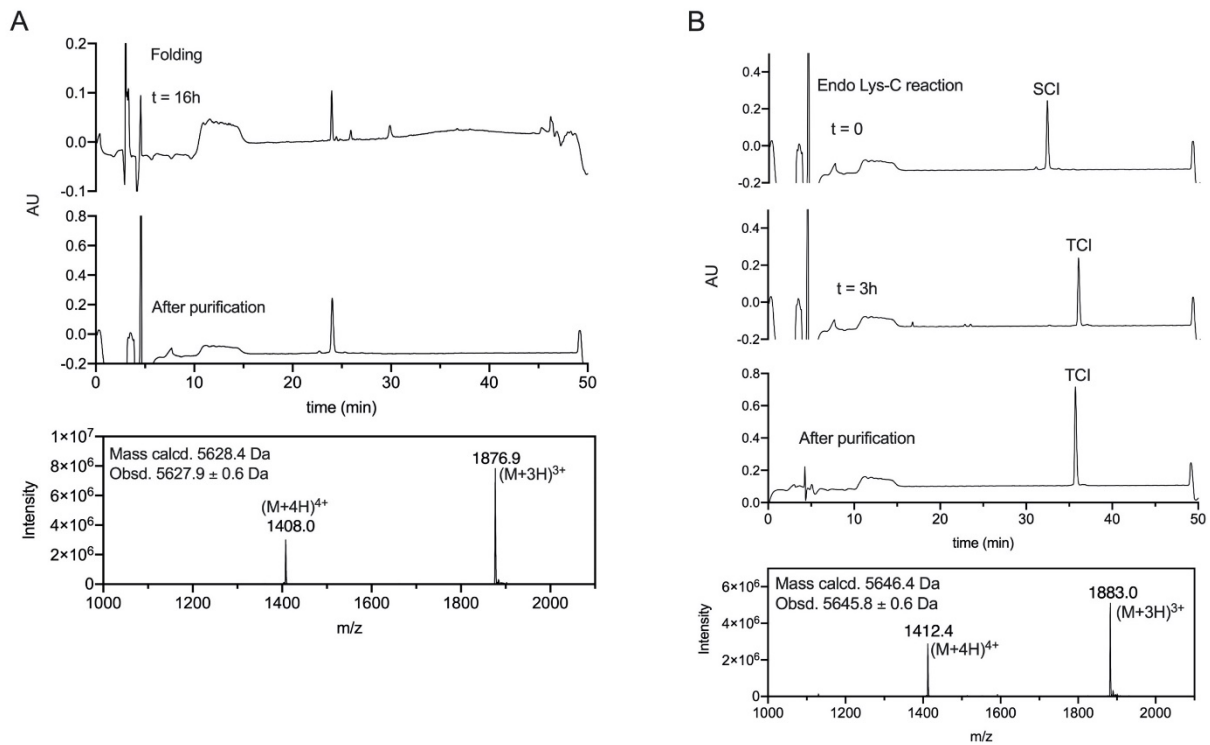 A
Folding
t = 16h
0.2
0.1
0.0
-0.1
AU
0.8
0.6
0.4
0.2
0.0
-0.2
After purification
0 10 20 30 40 50
time (min)
1×10⁷
8×10⁶
6×10⁶
4×10⁶
2×10⁶
0
Intensity
Mass calcd. 5628.4 Da
Obsd. 5627.9 ± 0.6 Da
1876.9
(M+3H)³⁺
(M+4H)⁴⁺
1408.0
1000 1200 1400 1600 1800 2000
m/z
B
Endo Lys-C reaction
SCI
t = 0
0.4
0.2
0.0
-0.2
AU
TCI
t = 3h
0.4
0.2
0.0
-0.2
TCI
After purification
0.8
0.6
0.4
0.2
0.0
0 10 20 30 40 50
time (min)
6×10⁶
4×10⁶
2×10⁶
0
Intensity
Mass calcd. 5646.4 Da
Obsd. 5645.8 ± 0.6 Da
1883.0
(M+3H)³⁺
1412.4
(M+4H)⁴⁺
1000 1200 1400 1600 1800 2000
m/z